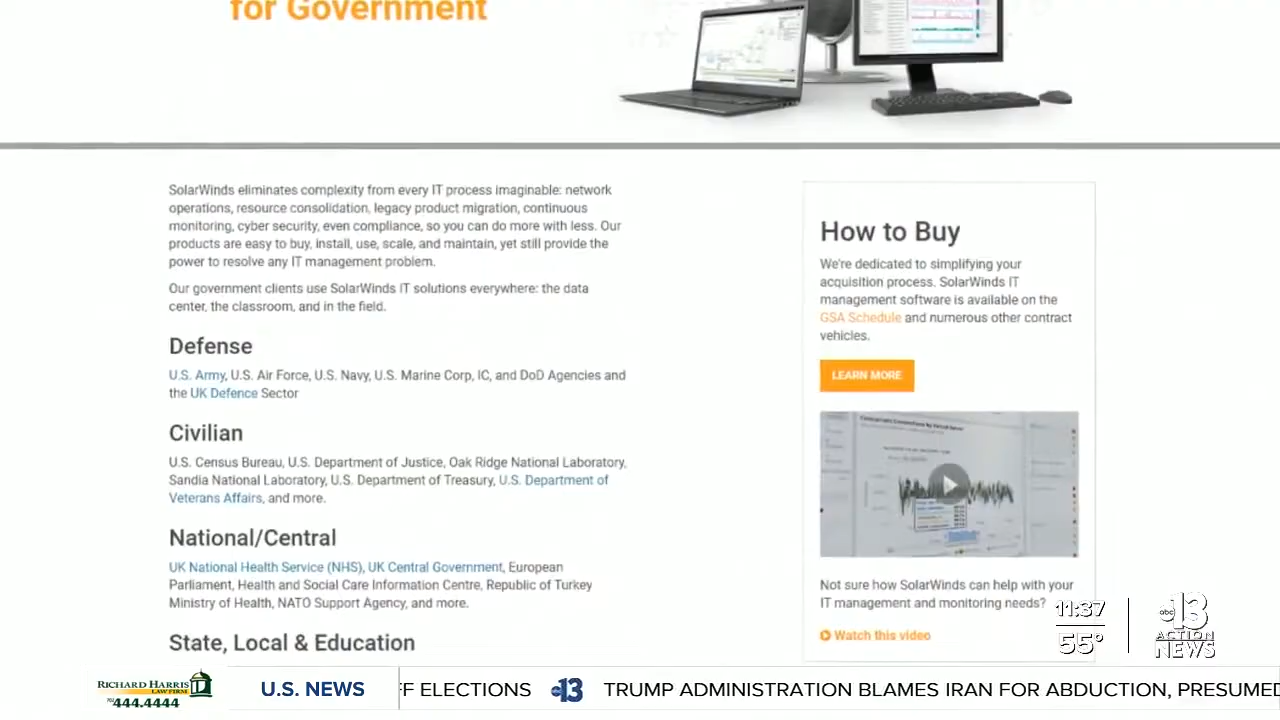 for Government
SolarWinds eliminates complexity from every IT process imaginable: network
operations, resource consolidation, legacy product migration, continuous
monitoring, cyber security, even compliance, so you can do more with less. Our
products are easy to buy, install, use, scale, and maintain, yet still provide the
power to resolve any IT management problem.
Our government clients use SolarWinds IT solutions everywhere: the data
center, the classroom, and in the field.
Defense
U.S. Army, U.S. Air Force, U.S. Navy, U.S. Marine Corp, IC, and DoD Agencies and
the UK Defence Sector
Civilian
U.S. Census Bureau, U.S. Department of Justice, Oak Ridge National Laboratory,
Sandia National Laboratory, U.S. Department of Treasury, U.S. Department of
Veterans Affairs, and more.
National/Central
UK National Health Service (NHS), UK Central Government, European
Parliament, Health and Social Care Information Centre, Republic of Turkey
Ministry of Health, NATO Support Agency, and more.
State, Local & Education
How to Buy
We're dedicated to simplifying your
acquisition process. SolarWinds IT
management software is available on the
GSA Schedule and numerous other contract
vehicles.
LEARN MORE
Not sure how SolarWinds can help with your
IT management and monitoring needs?
Watch this video
11:37
55°
abc 13
ACTION
NEWS
RICHARD HARRIS
LAW FIRM
444.4444
U.S. NEWS
FF ELECTIONS
abc 13
TRUMP ADMINISTRATION BLAMES IRAN FOR ABDUCTION, PRESUMED